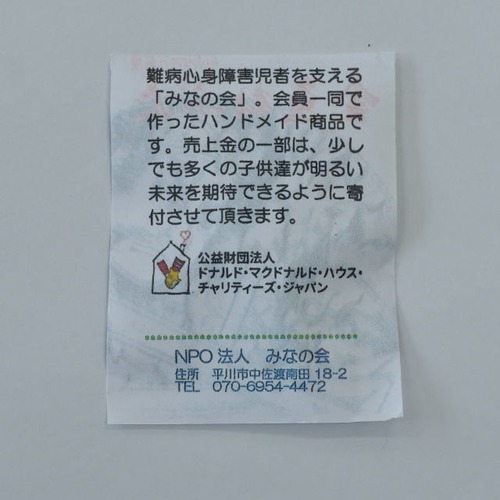 難病心身障害児者を支える
「みなの会」。会員一同で
作ったハンドメイド商品で
す。売上金の一部は、少し
でも多くの子供達が明るい
未来を期待できるように寄
付させて頂きます。
公益財団法人
ドナルド・マクドナルド・ハウス・
チャリティーズ・ジャパン
NPO 法人 みなの会
住所 平川市中佐渡南田 18-2
TEL 070-6954-4472